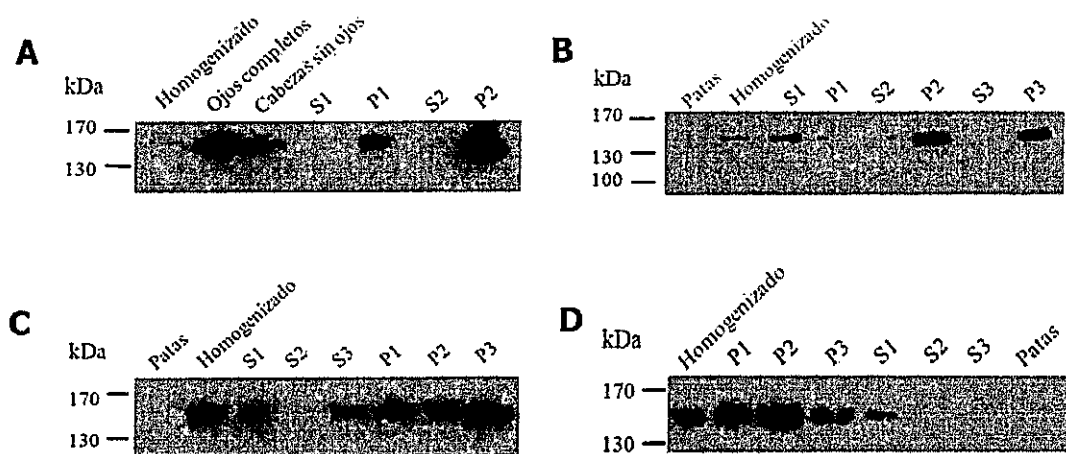 A
kDa
Homogenizado
Ojos completos
Cabezas sin ojos
S1
P1
S2
P2
170
130
B
kDa
Patas
Homogenizado
S1
P1
S2
P2
S3
P3
170
130
100
C
kDa
Patas
Homogenizado
S1
S2
S3
P1
P2
P3
170
130
D
kDa
Homogenizado
P1
P2
P3
S1
S2
S3
Patas
170
130